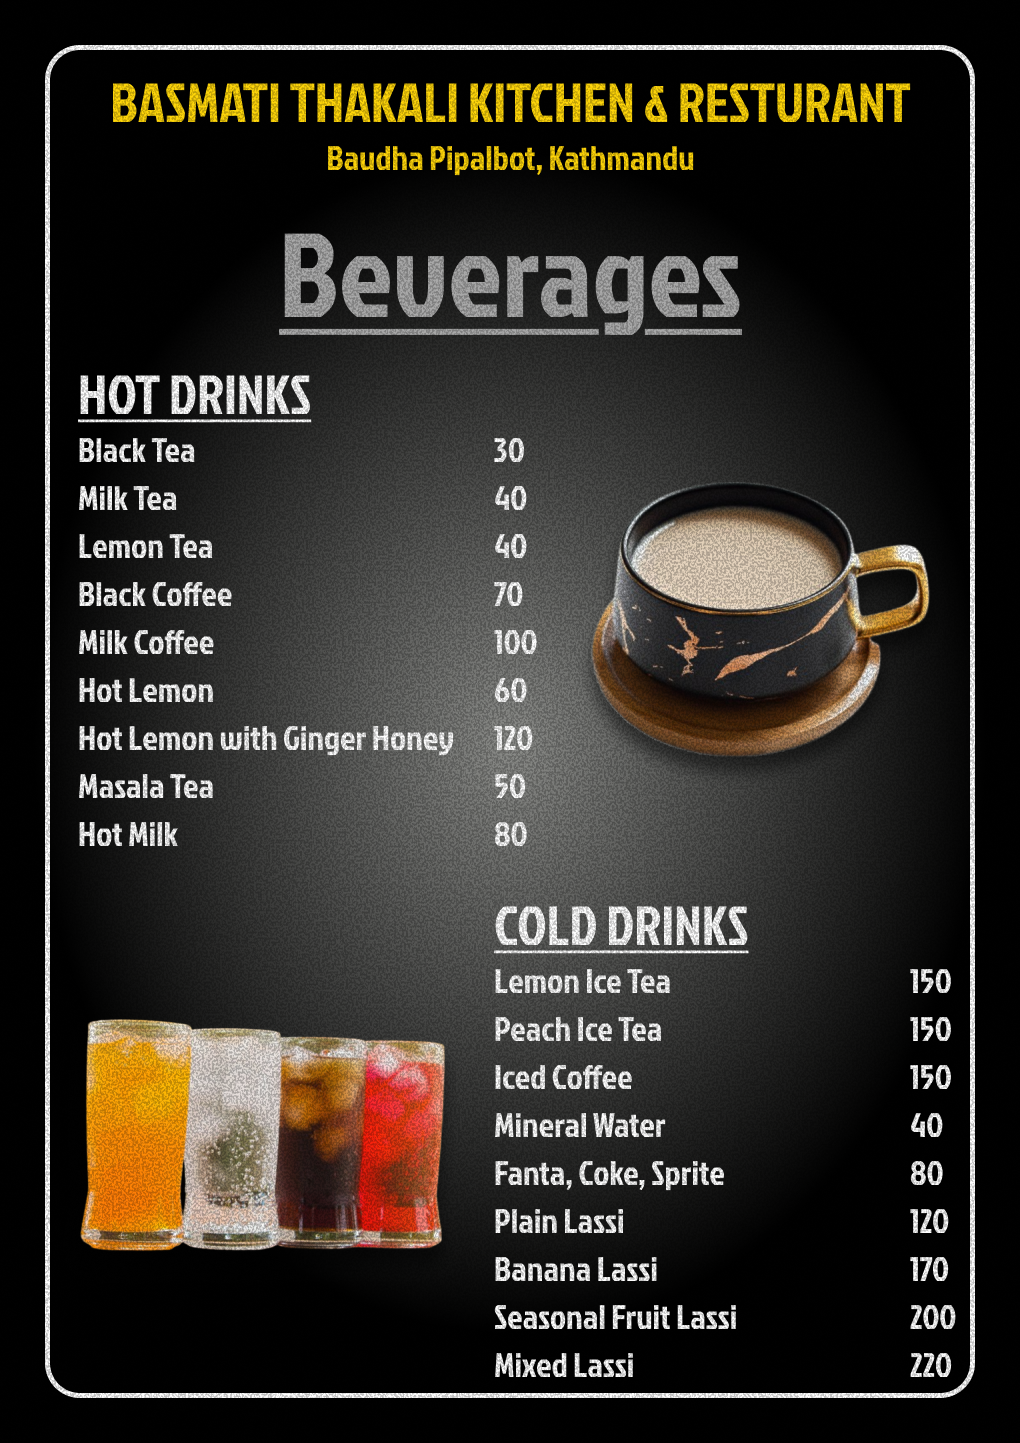 BASMATI THAKALI KITCHEN & RESTURANT
Baudha Pipalbot, Kathmandu
Beverages
HOT DRINKS
Black Tea 30
Milk Tea 40
Lemon Tea 40
Black Coffee 70
Milk Coffee 100
Hot Lemon 60
Hot Lemon with Ginger Honey 120
Masala Tea 50
Hot Milk 80
COLD DRINKS
Lemon Ice Tea 150
Peach Ice Tea 150
Iced Coffee 150
Mineral Water 40
Fanta, Coke, Sprite 80
Plain Lassi 120
Banana Lassi 170
Seasonal Fruit Lassi 200
Mixed Lassi 220